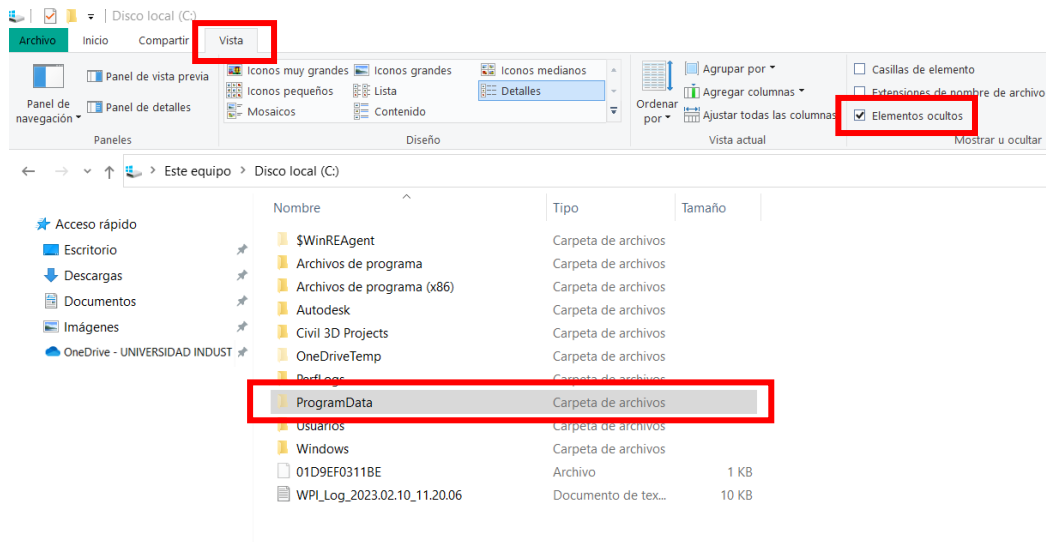 Disco local (C:)
Archivo Inicio Compartir Vista
Panel de navegación
Panel de vista previa
Panel de detalles
Paneles
Iconos muy grandes Iconos grandes Iconos medianos
Iconos pequeños Lista Detalles
Mosaicos Contenido
Diseño
Ordenar por
Agrupar por
Agregar columnas
Ajustar todas las columnas
Vista actual
Casillas de elemento
Extensiones de nombre de archivo
Elementos ocultos
Mostrar u ocultar
Este equipo > Disco local (C:)
Acceso rápido
Escritorio
Descargas
Documentos
Imágenes
OneDrive - UNIVERSIDAD INDUST
Nombre Tipo Tamaño
$WinREAgent Carpeta de archivos
Archivos de programa Carpeta de archivos
Archivos de programa (x86) Carpeta de archivos
Autodesk Carpeta de archivos
Civil 3D Projects Carpeta de archivos
OneDriveTemp Carpeta de archivos
PerfLogs Carpeta de archivos
ProgramData Carpeta de archivos
Usuarios Carpeta de archivos
Windows Carpeta de archivos
01D9EF0311BE Archivo 1 KB
WPI_Log_2023.02.10_11.20.06 Documento de tex... 10 KB